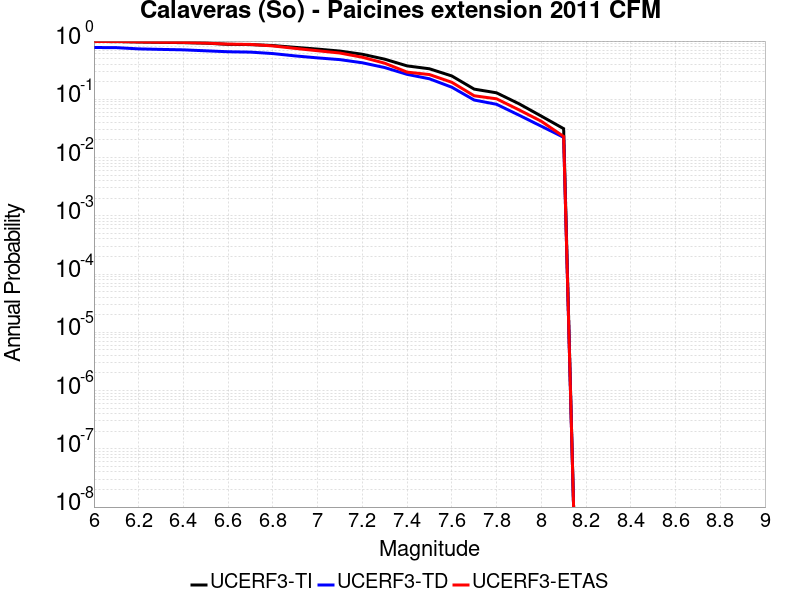 Calaveras (So) - Paicines extension 2011 CFM
Annual Probability
10^0
10^-1
10^-2
10^-3
10^-4
10^-5
10^-6
10^-7
10^-8
6 6.2 6.4 6.6 6.8 7 7.2 7.4 7.6 7.8 8 8.2 8.4 8.6 8.8 9
Magnitude
UCERF3-TI UCERF3-TD UCERF3-ETAS